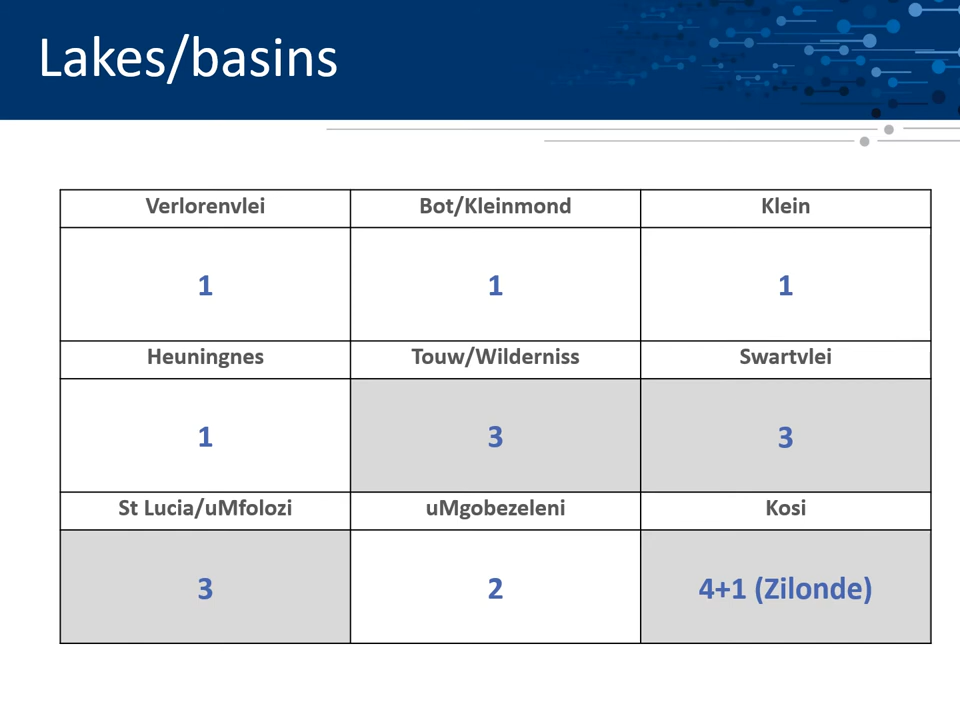 Lakes/basins
Verlorenvlei Bot/Kleinmond Klein
1 1 1
Heuningnes Touw/Wilderniss Swartvlei
1 3 3
St Lucia/uMfolozi uMgobezeleni Kosi
3 2 4+1 (Zilonde)